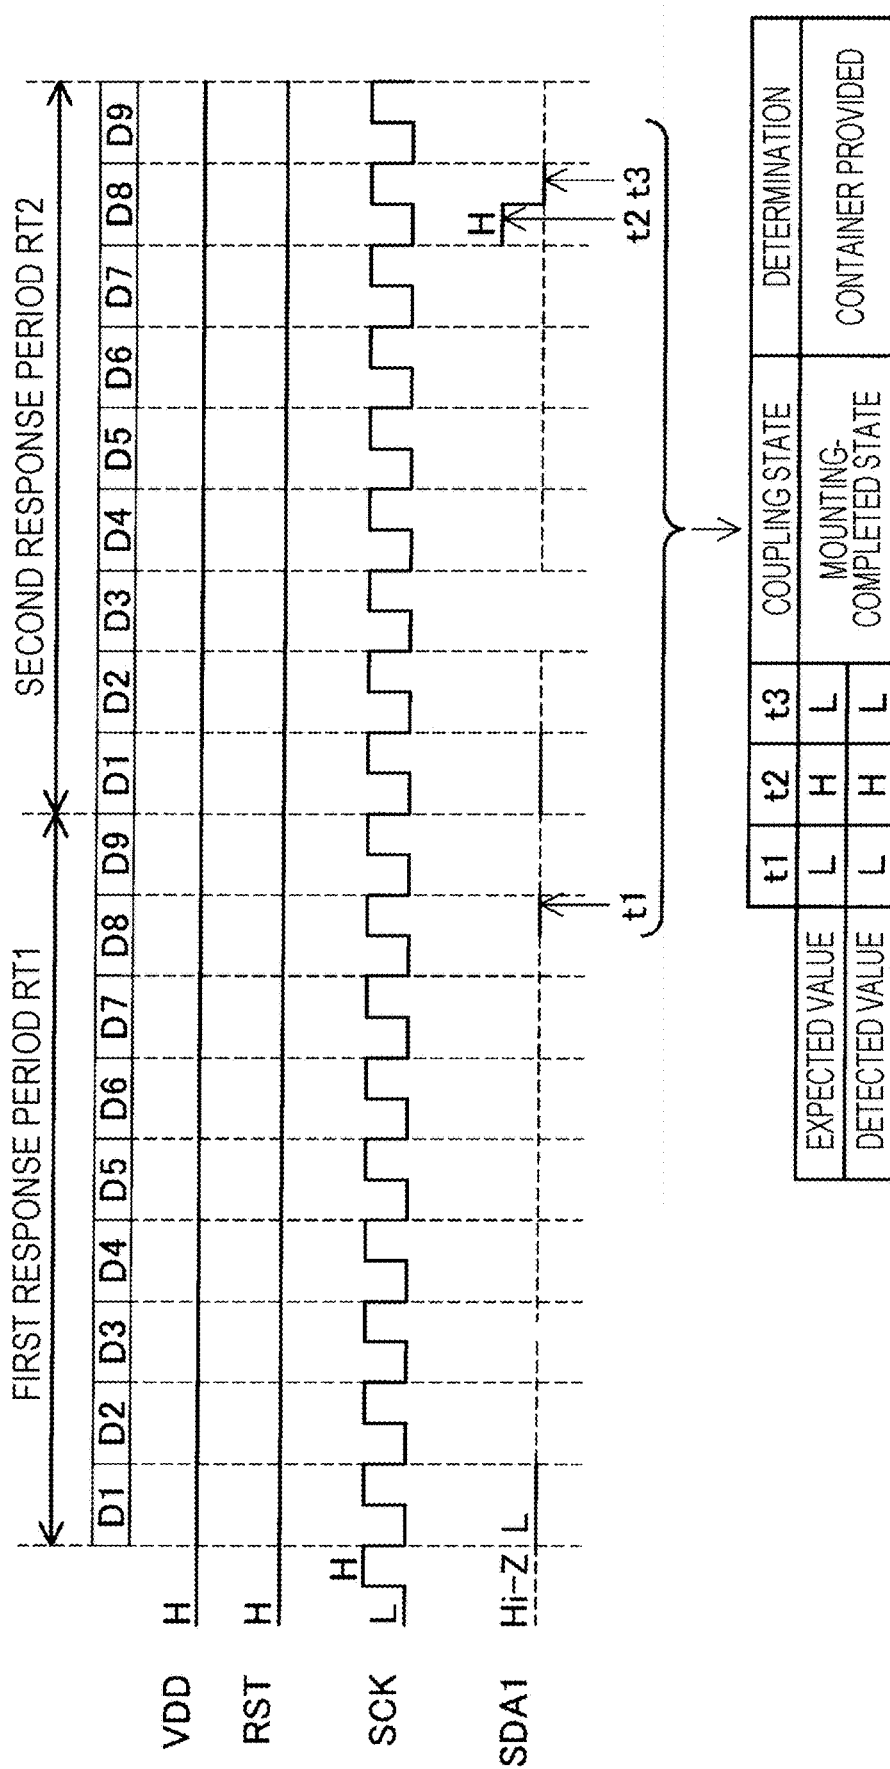 FIRST RESPONSE PERIOD RT1 SECOND RESPONSE PERIOD RT2
D1 D2 D3 D4 D5 D6 D7 D8 D9 D1 D2 D3 D4 D5 D6 D7 D8 D9
VDD H
RST H
SCK L H
SDA1 Hi-Z L H
t1 t2 t3
t1 t2 t3 COUPLING STATE DETERMINATION
EXPECTED VALUE L H L
DETECTED VALUE L H L
MOUNTING-
COMPLETED STATE
CONTAINER PROVIDED